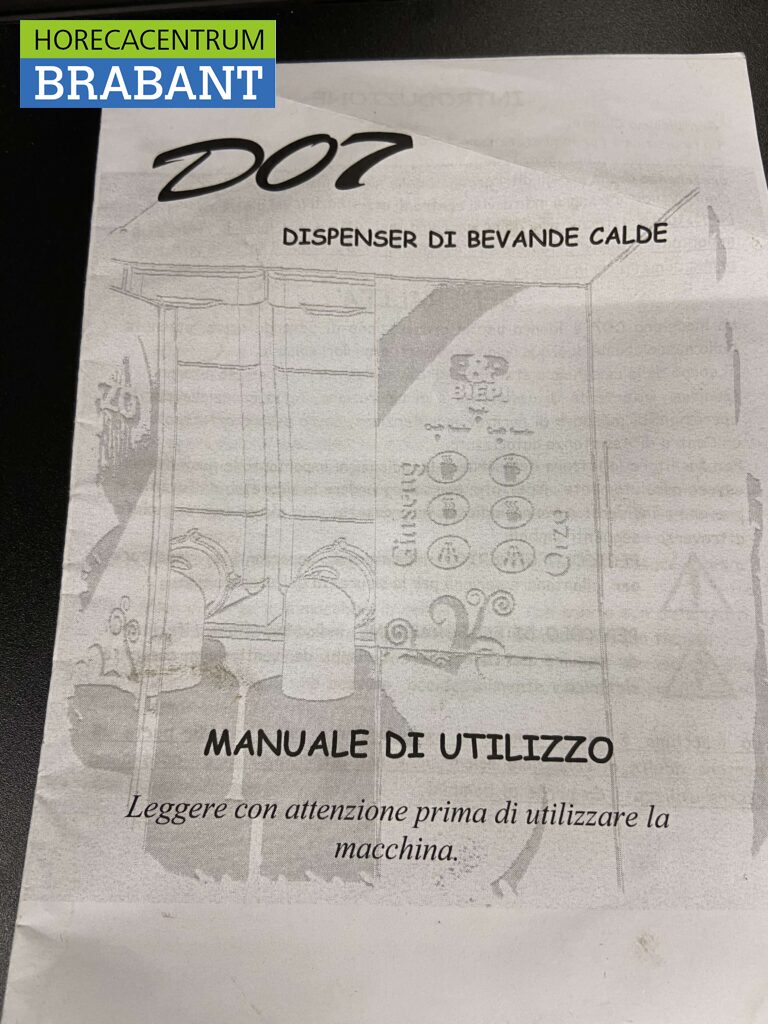 HORECACENTRUM
BRABANT
D07
DISPENSER DI BEVANDE CALDE
BIEPI
Ginseng
Orzo
MANUALE DI UTILIZZO
Leggere con attenzione prima di utilizzare la
macchina.